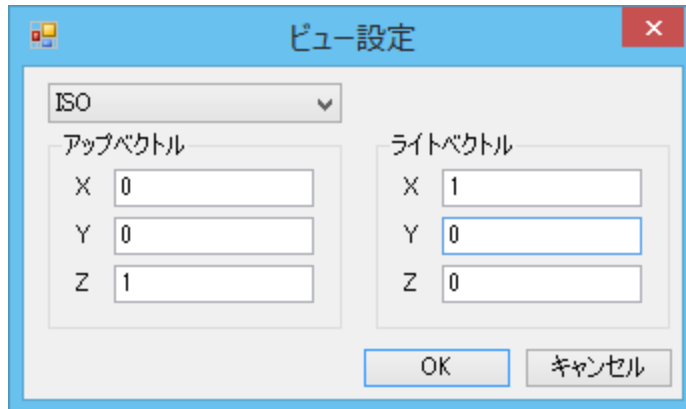 ビュー設定
ISO
アップベクトル
X 0
Y 0
Z 1
ライトベクトル
X 1
Y 0
Z 0
OK
キャンセル